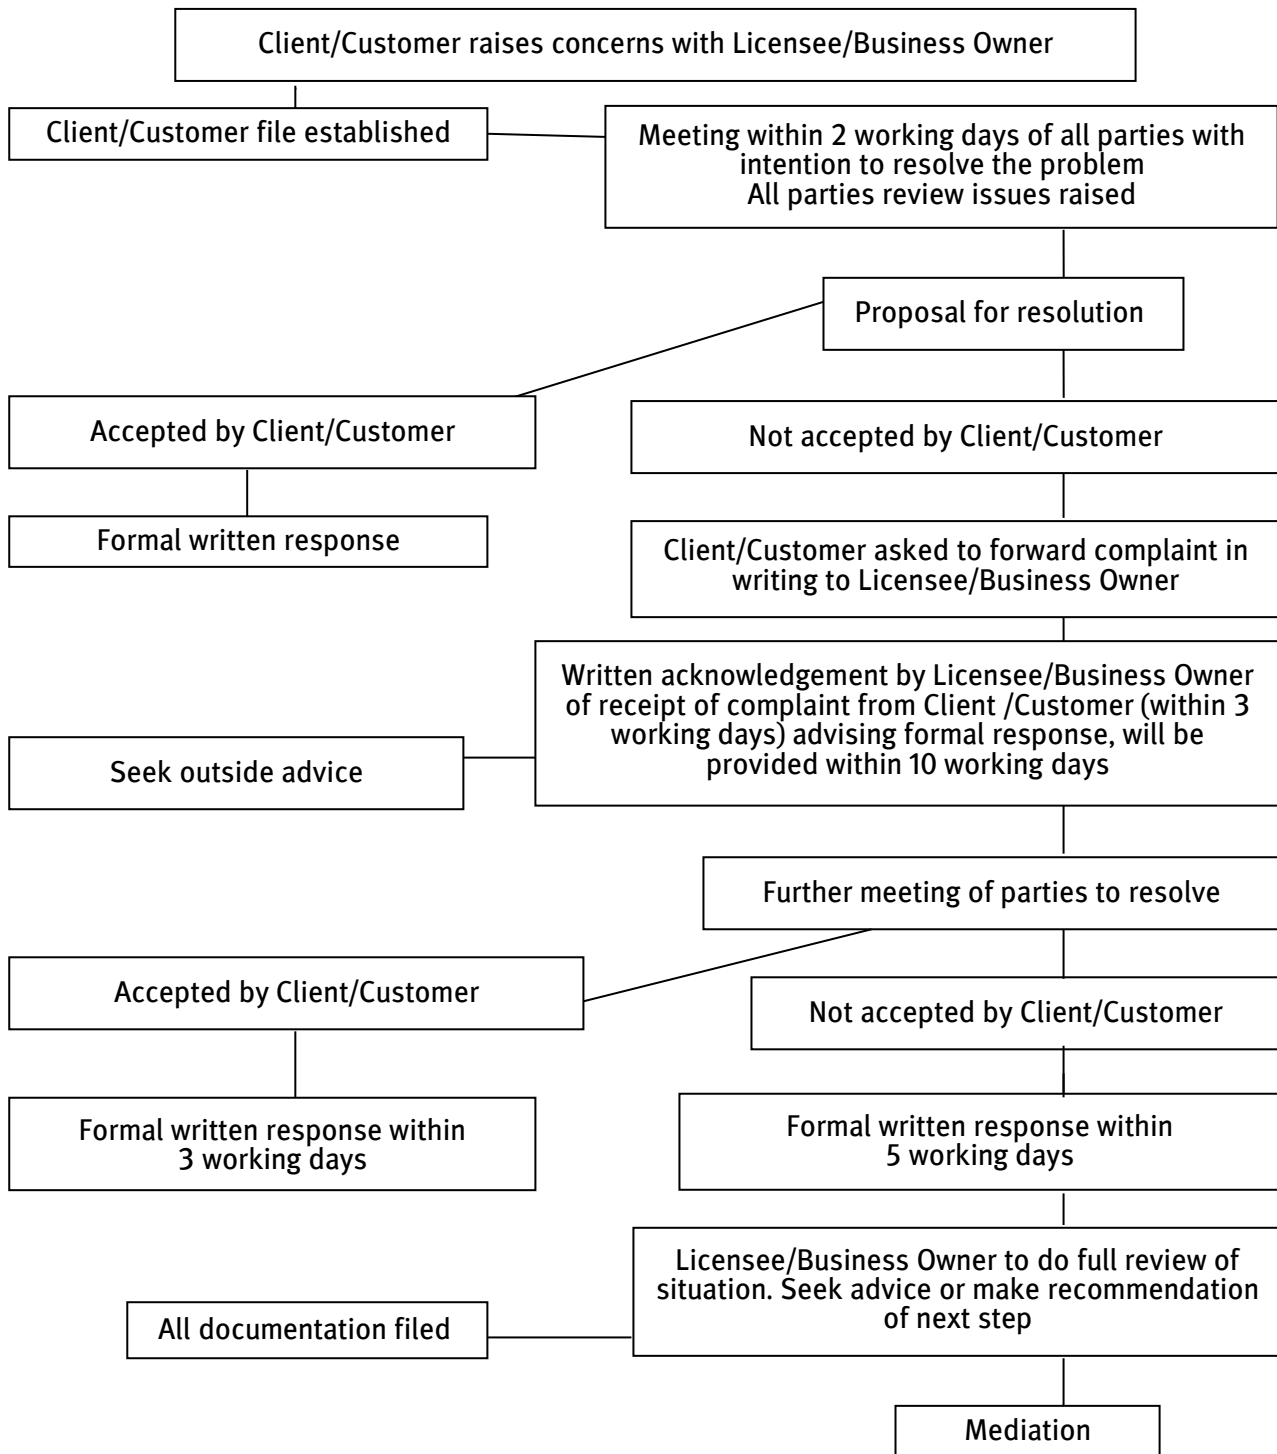 Client/Customer raises concerns with Licensee/Business Owner
Client/Customer file established
Meeting within 2 working days of all parties with
intention to resolve the problem
All parties review issues raised
Proposal for resolution
Accepted by Client/Customer
Not accepted by Client/Customer
Formal written response
Client/Customer asked to forward complaint in
writing to Licensee/Business Owner
Written acknowledgement by Licensee/Business Owner
of receipt of complaint from Client /Customer (within 3
working days) advising formal response, will be
provided within 10 working days
Seek outside advice
Further meeting of parties to resolve
Accepted by Client/Customer
Not accepted by Client/Customer
Formal written response within
3 working days
Formal written response within
5 working days
Licensee/Business Owner to do full review of
situation. Seek advice or make recommendation
of next step
All documentation filed
Mediation